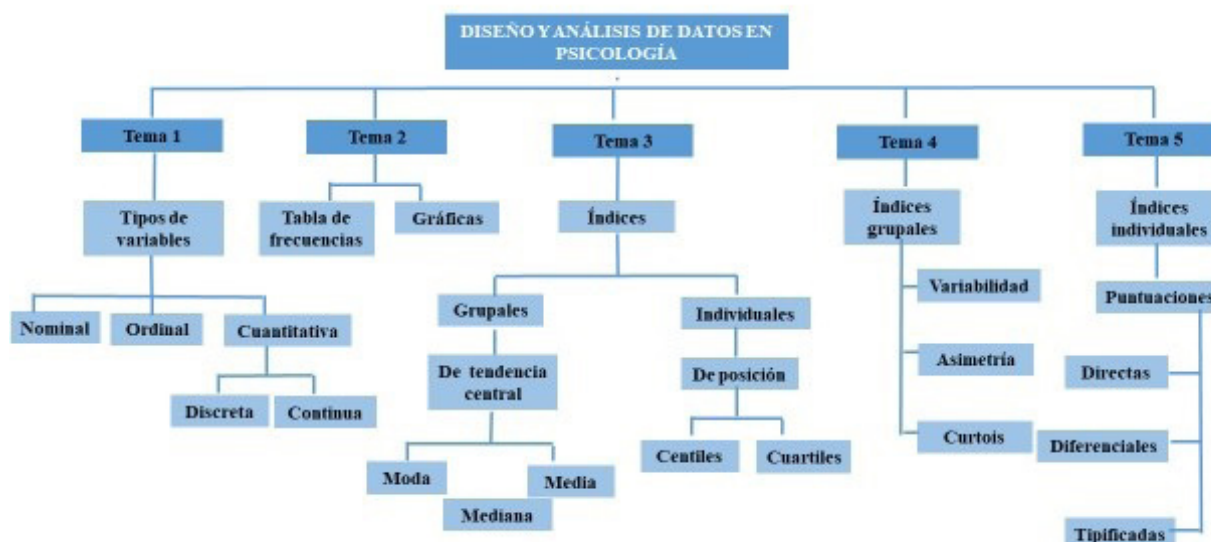 DISEÑO Y ANÁLISIS DE DATOS EN
PSICOLOGÍA
Tema 1
Tema 2
Tema 3
Tema 4
Tema 5
Tipos de
variables
Tabla de
frecuencias
Gráficas
Índices
Índices
grupales
Índices
individuales
Nominal
Ordinal
Cuantitativa
Discreta
Continua
Grupales
Individuales
De tendencia
central
De posición
Moda
Mediana
Media
Centiles
Cuartiles
Variabilidad
Asimetría
Curtois
Puntuaciones
Directas
Diferenciales
Tipificadas